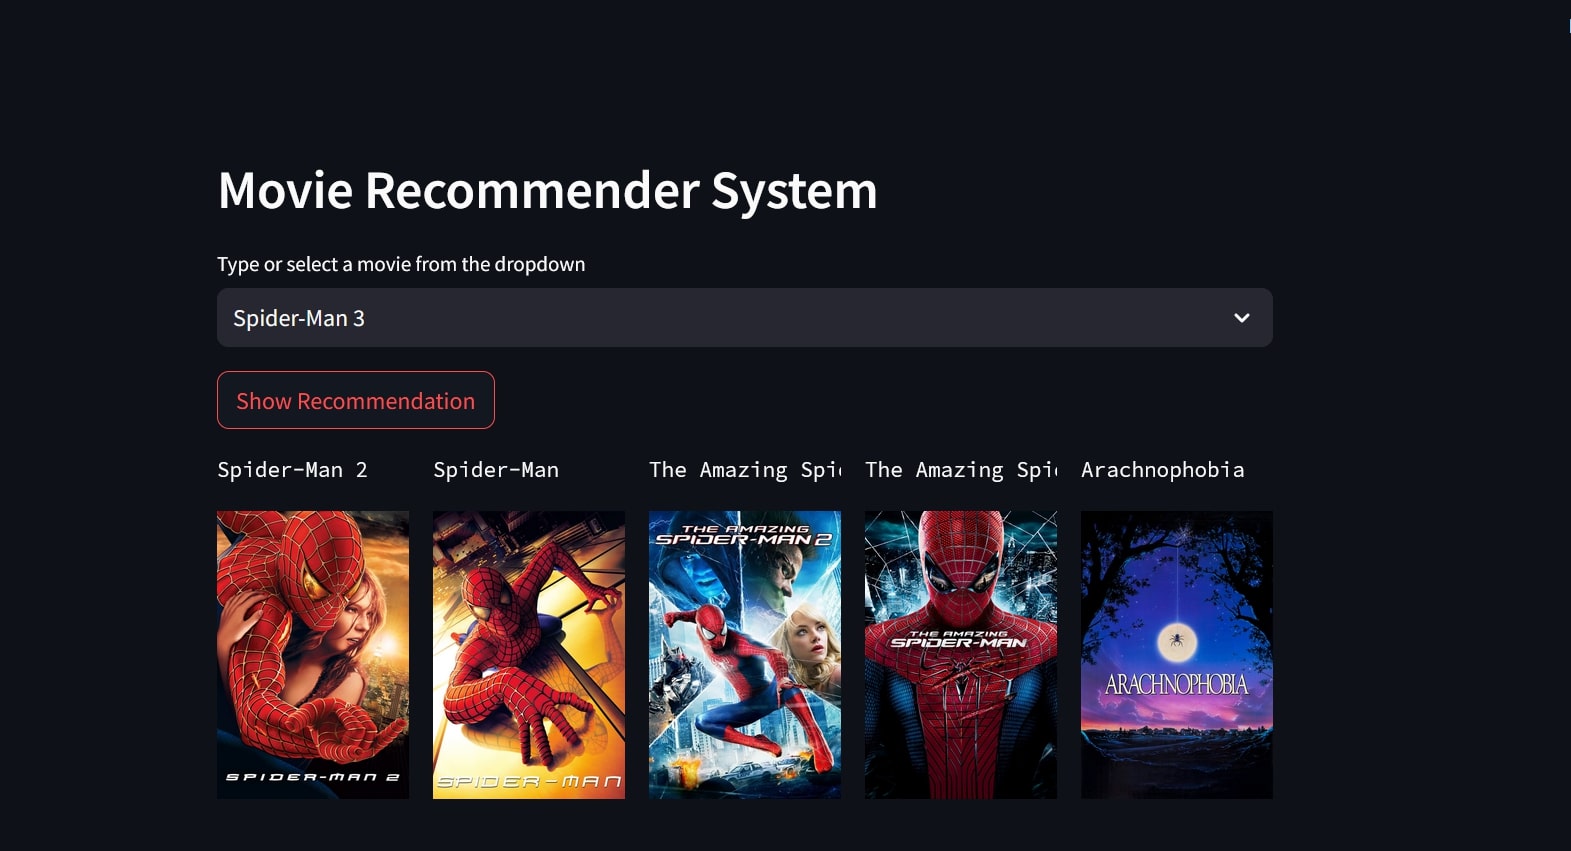 Movie Recommender System
Type or select a movie from the dropdown
Spider-Man 3
Show Recommendation
Spider-Man 2
Spider-Man
The Amazing Spi
The Amazing Spi
Arachnophobia
SPIDER-MAN 2
SPIDER-MAN
THE AMAZING
SPIDER-MAN 2
THE AMAZING
SPIDER-MAN
ARACHNOPHOBIA